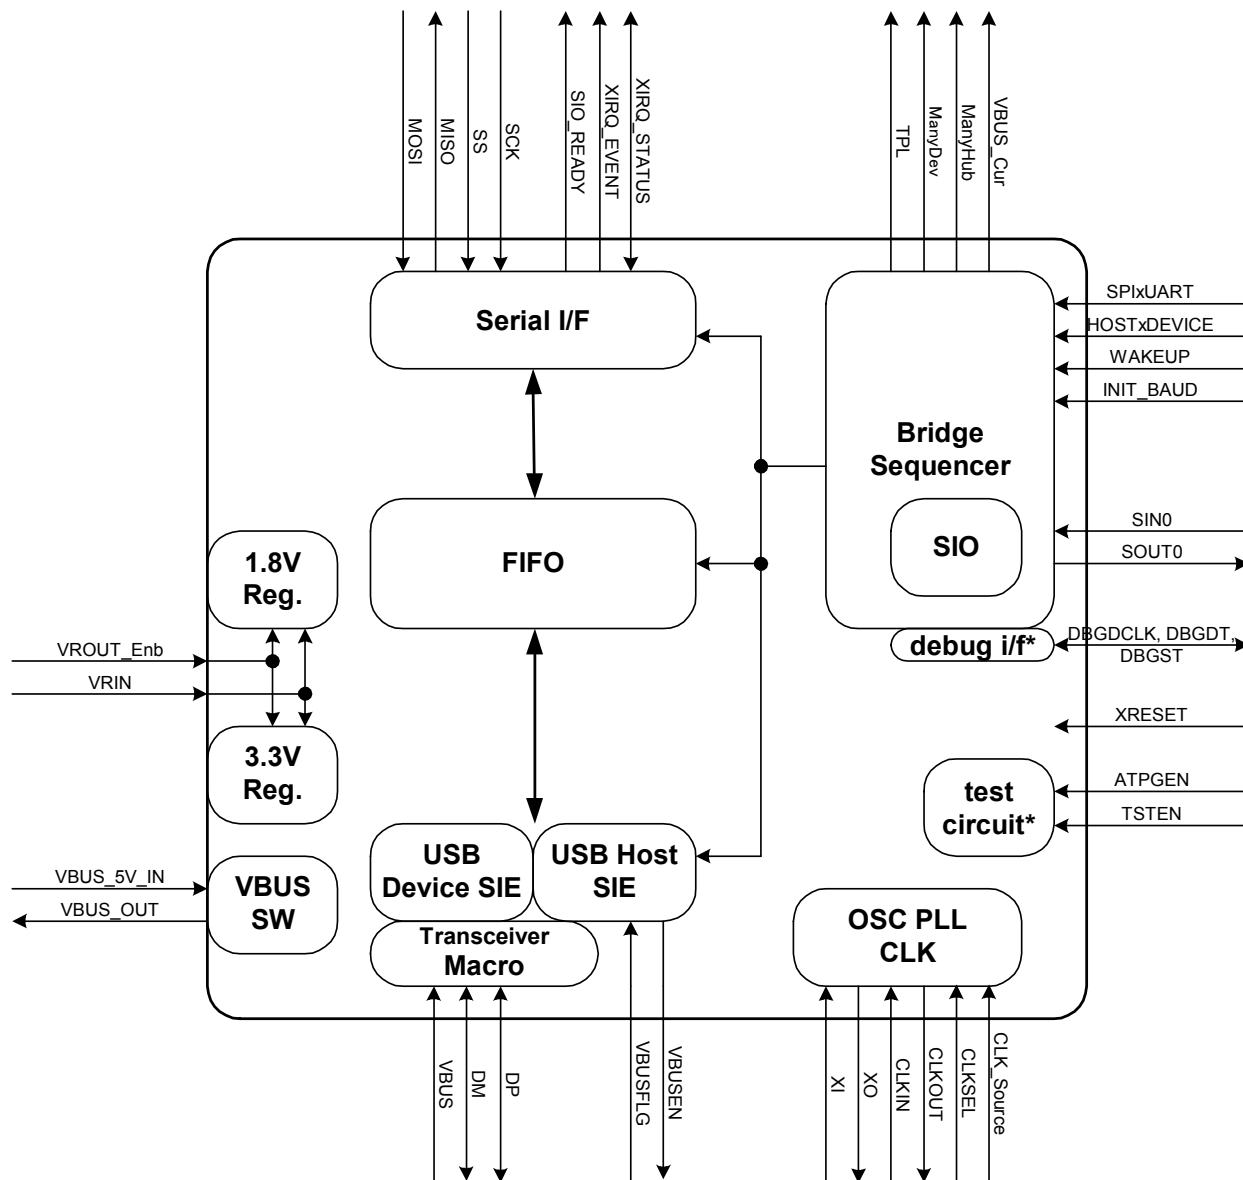 MOSI
MISO
SS
SCK
SIO_READY
XIRQ_EVENT
XIRQ_STATUS
TPL
ManyDev
ManyHub
VBUS_Cur
Serial I/F
SPIxUART
HOSTxDEVICE
WAKEUP
INIT_BAUD
Bridge
Sequencer
SIO
SIN0
SOUT0
FIFO
1.8V
Reg.
debug i/f*
DBGDCLK, DBGDT,
DBGST
VROUT_Enb
VRIN
3.3V
Reg.
XRESET
test
circuit*
ATPGEN
TSTEN
USB
Device SIE
USB Host
SIE
VBUS_5V_IN
VBUS_OUT
VBUS
SW
Transceiver
Macro
OSC PLL
CLK
VBUS
DM
DP
VBUSFLG
VBUSEN
XI
XO
CLKIN
CLKOUT
CLKSEL
CLK_Source